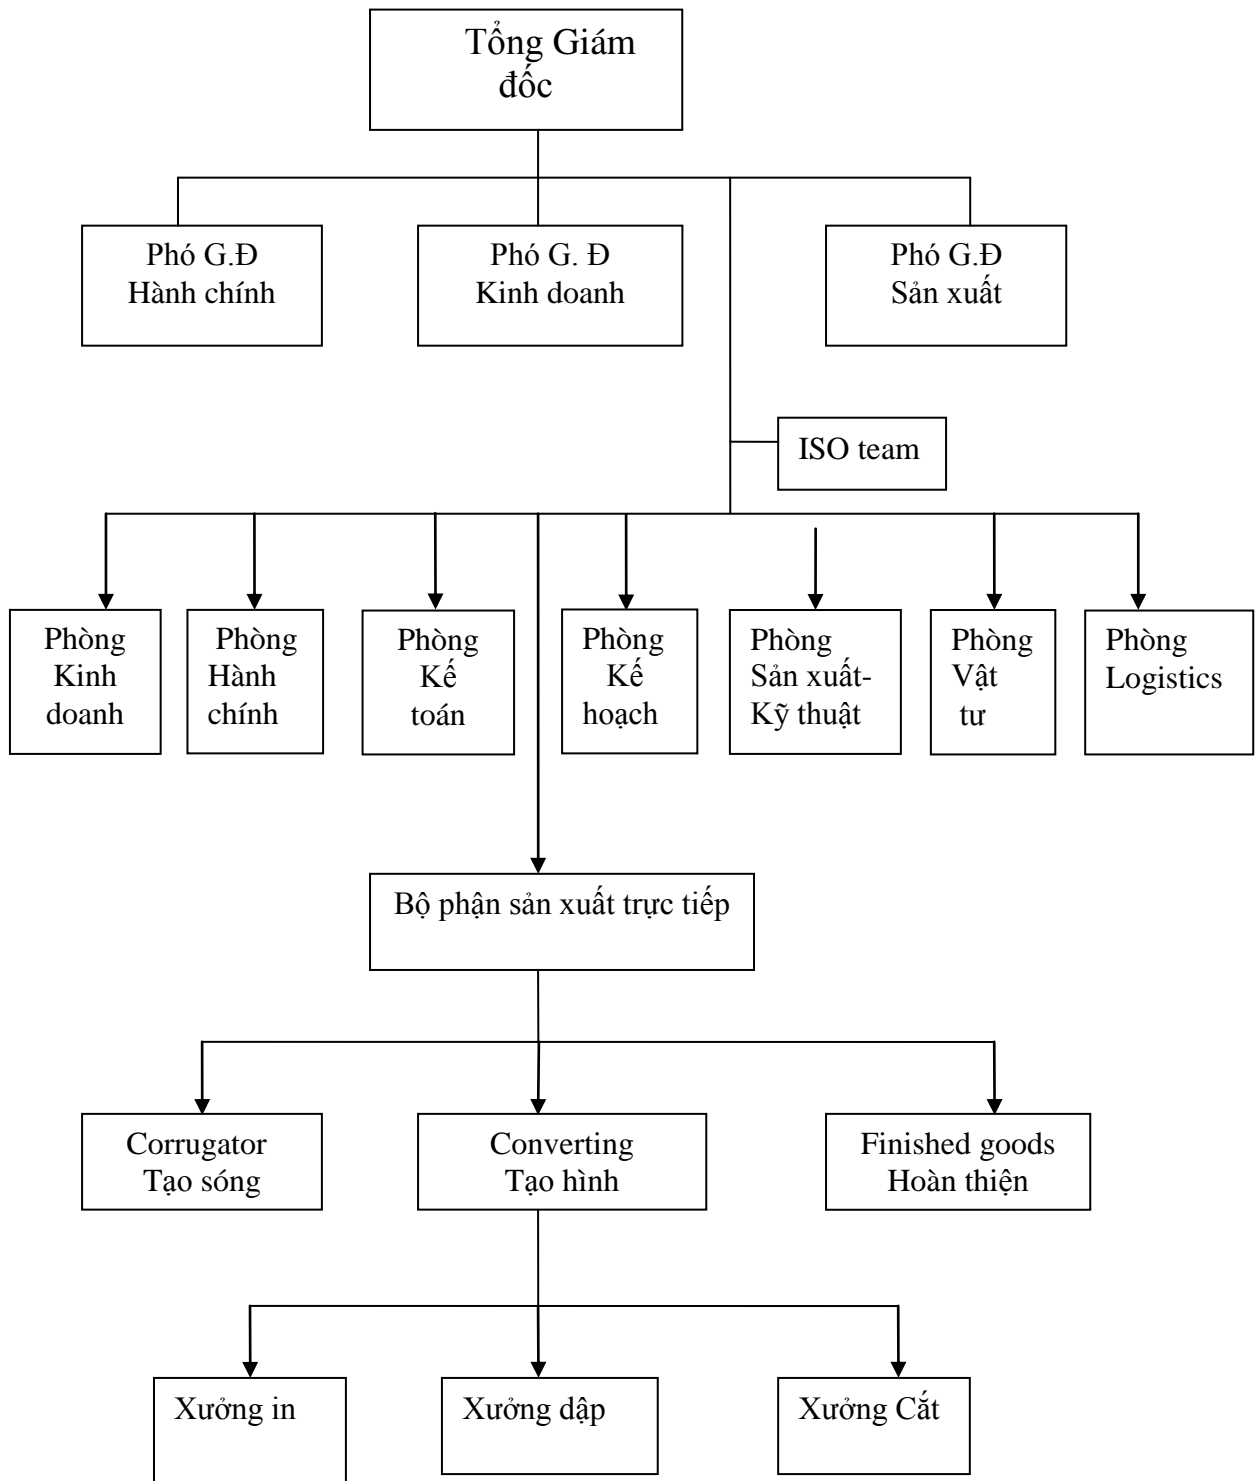 Tổng Giám
đốc
Phó G.Đ
Hành chính
Phó G. Đ
Kinh doanh
Phó G.Đ
Sản xuất
ISO team
Phòng
Kinh
doanh
Phòng
Hành
chính
Phòng
Kế
toán
Phòng
Kế
hoạch
Phòng
Sản xuất-
Kỹ thuật
Phòng
Vật
tư
Phòng
Logistics
Bộ phận sản xuất trực tiếp
Corrugator
Tạo sóng
Converting
Tạo hình
Finished goods
Hoàn thiện
Xưởng in
Xưởng dập
Xưởng Cắt